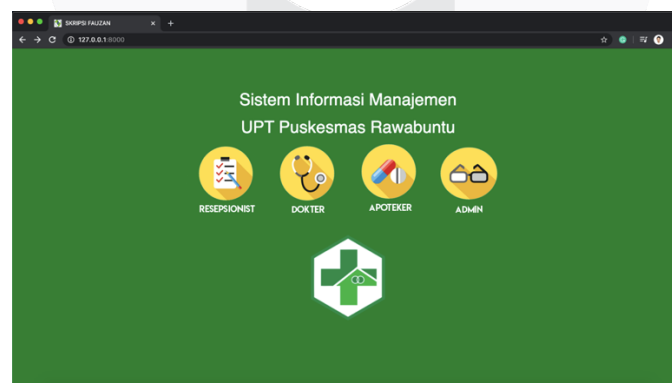 SKRIPSI FAUZAN
127.0.0.1:8000
Sistem Informasi Manajemen
UPT Puskesmas Rawabuntu
RESEPSIONIST DOKTER APOTEKER ADMIN